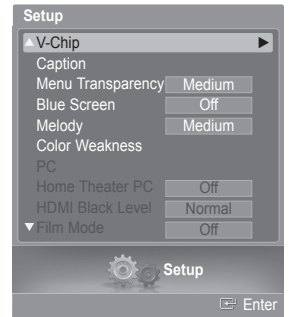 Setup
▲V-Chip ►
Caption
Menu Transparency Medium
Blue Screen Off
Melody Medium
Color Weakness
PC
Home Theater PC Off
HDMI Black Level Normal
▼Film Mode Off
Setup
Enter